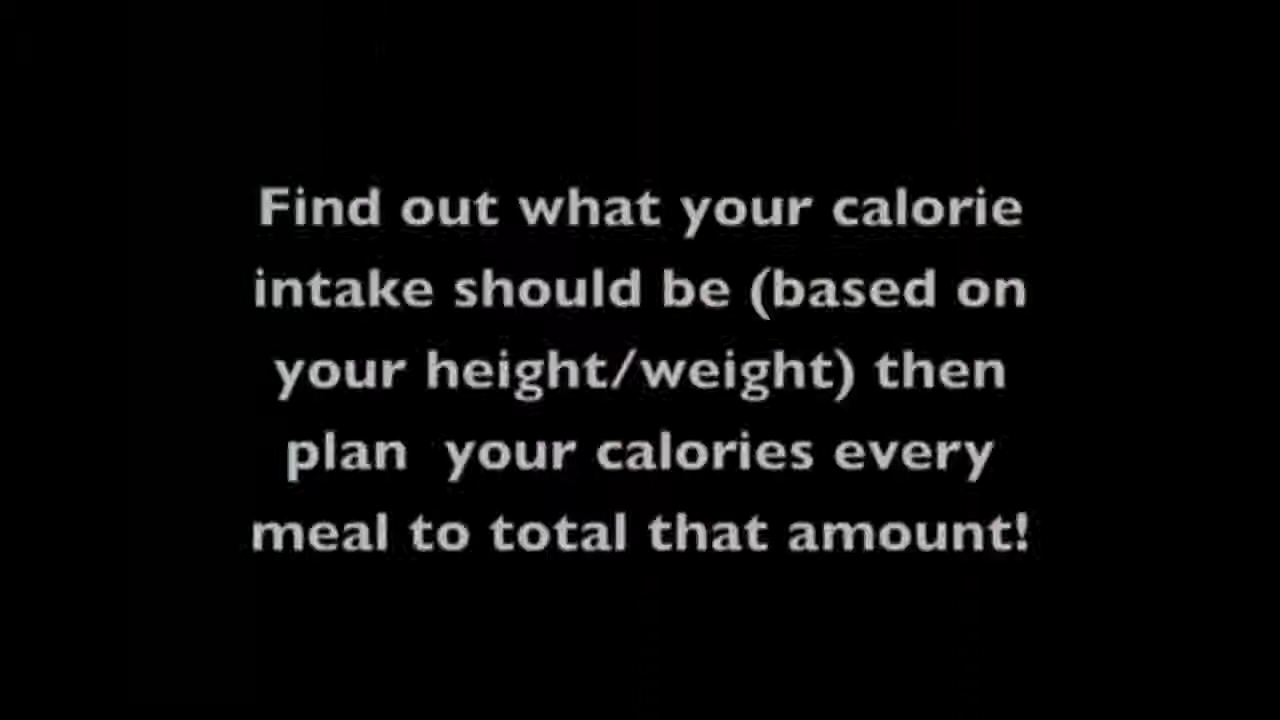 Find out what your calorie
intake should be (based on
your height/weight) then
plan  your calories every
meal to total that amount!